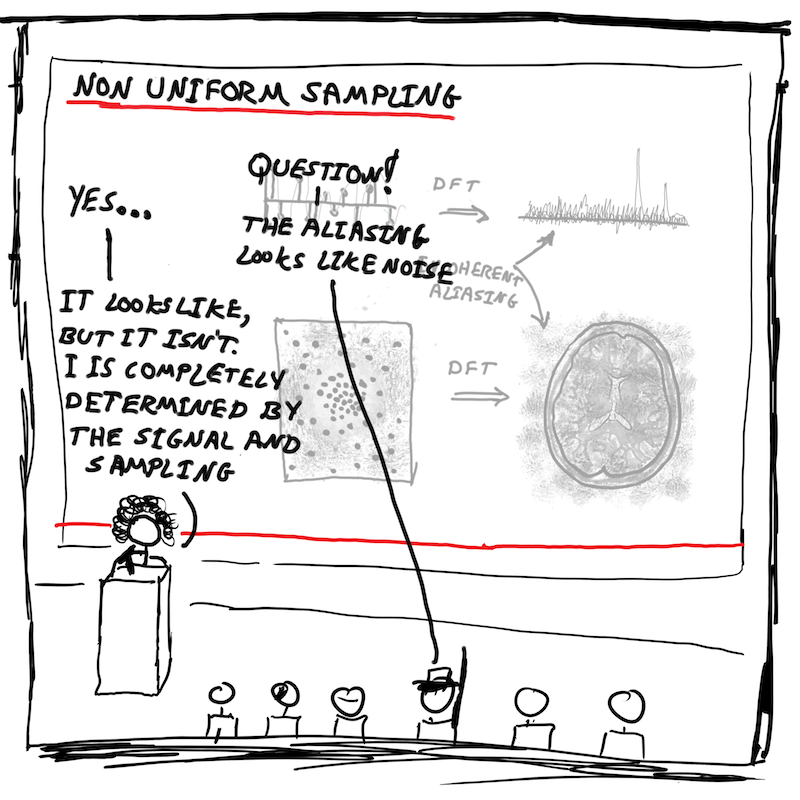 NON UNIFORM SAMPLING
QUESTION!
THE ALIASING
LOOKS LIKE NOISE
YES...
IT LOOKS LIKE,
BUT IT ISN'T.
I IS COMPLETELY
DETERMINED BY
THE SIGNAL AND
SAMPLING
DFT
INCOHERENT
ALIASING
DFT